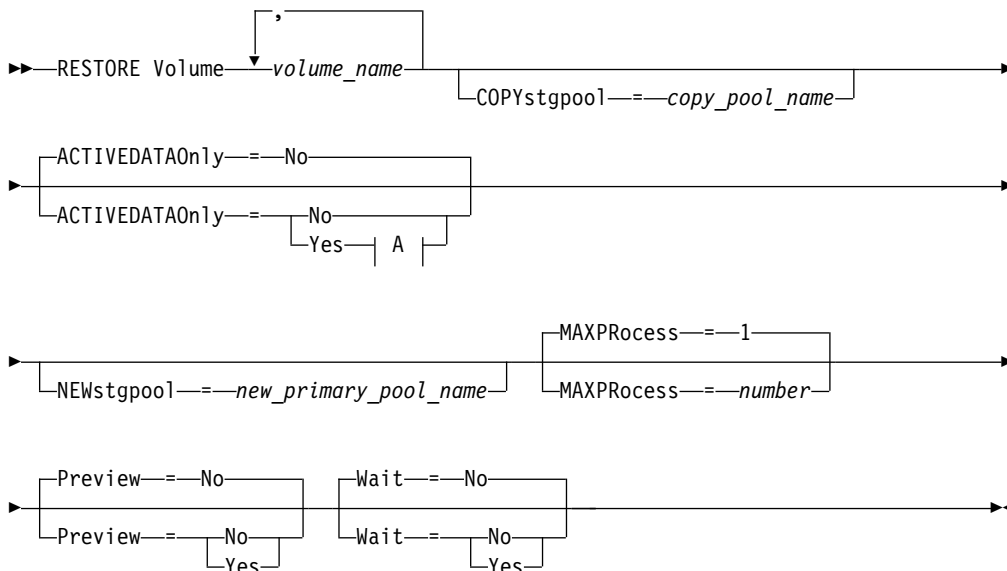 ,
RESTORE Volume volume_name
COPYstgpool = copy_pool_name
ACTIVEDATAOnly = No
ACTIVEDATAOnly = No
Yes A
MAXPRocess = 1
NEWstgpool = new_primary_pool_name MAXPRocess = number
Preview = No Wait = No
Preview = No Wait = No
Yes Yes